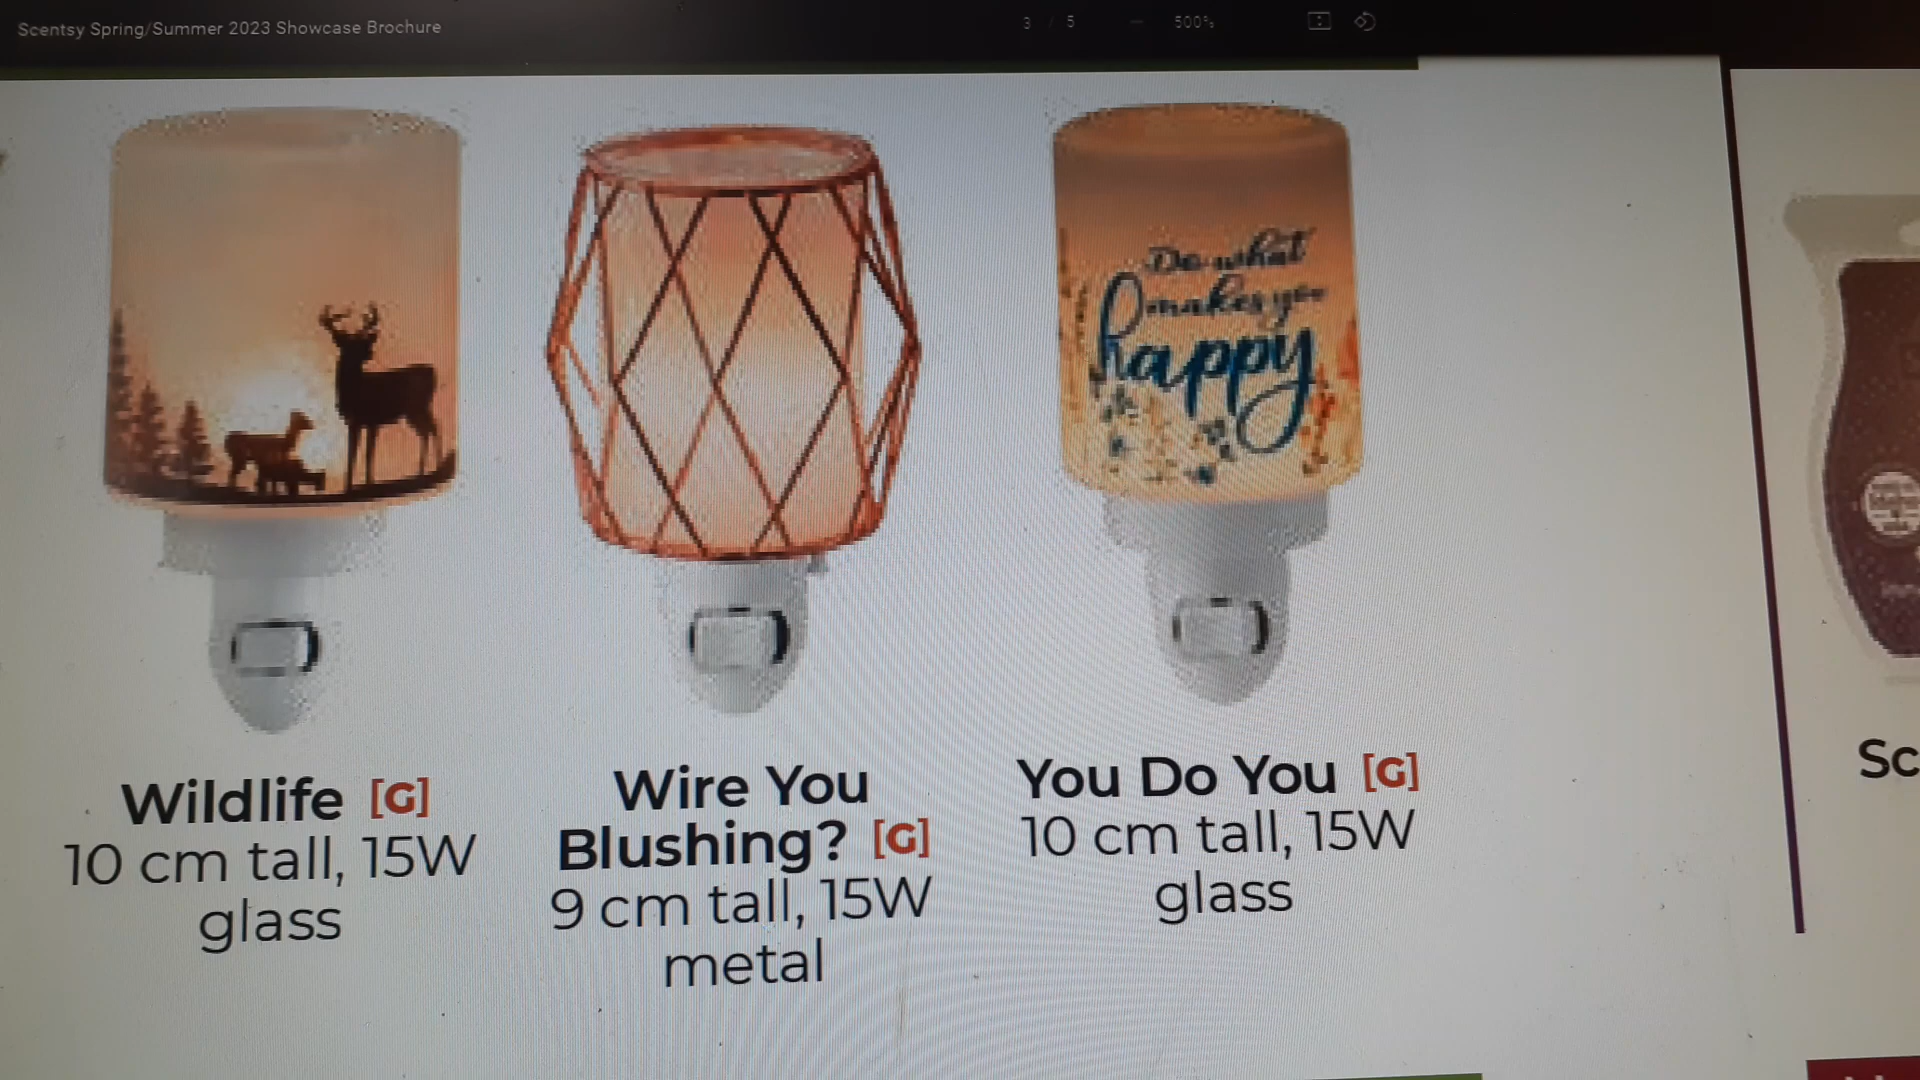 Scentsy Spring/Summer 2023 Showcase Brochure
3 / 5 — 500%
Do what
makes you
happy
Wildlife [G]
10 cm tall, 15W
glass
Wire You
Blushing? [G]
9 cm tall, 15W
metal
You Do You [G]
10 cm tall, 15W
glass
Sc